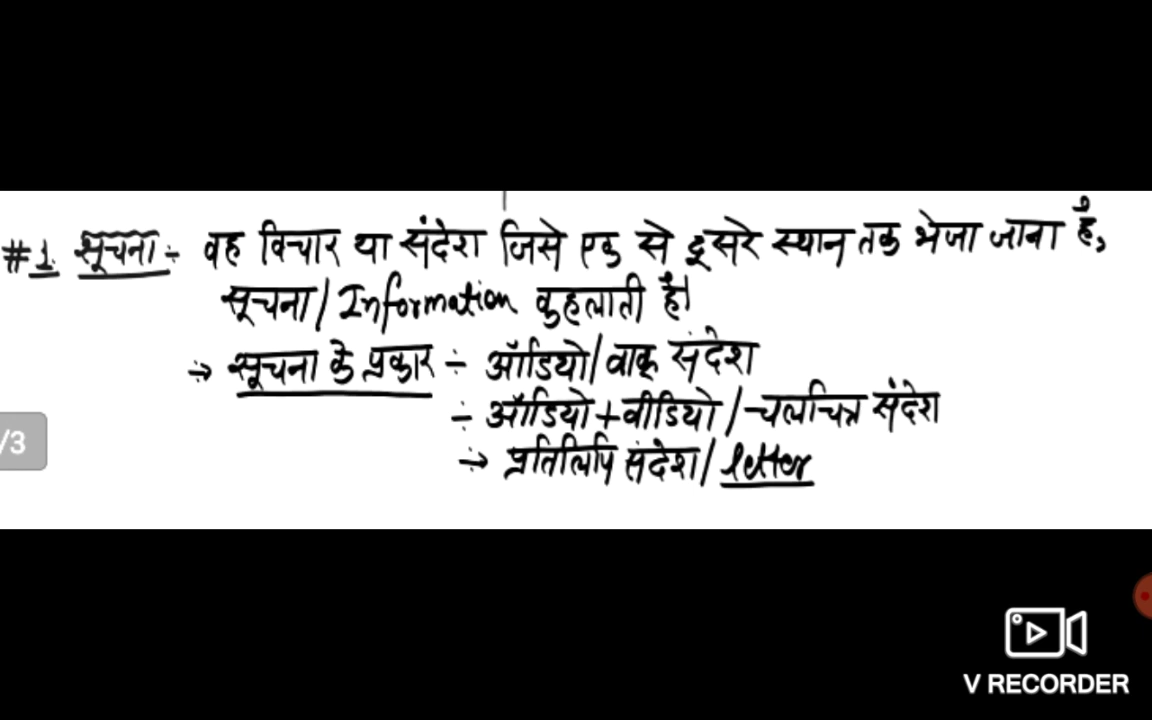 #1. सूचना ÷ वह विचार या संदेश जिसे एक से दूसरे स्थान तक भेजा जाता है,
सूचना/Information कहलाती है।
→ सूचना के प्रकार ÷ ऑडियो/वाक् संदेश
÷ ऑडियो+वीडियो/चलचित्र संदेश
→ प्रतिलिपि संदेश/letter
/3
V RECORDER